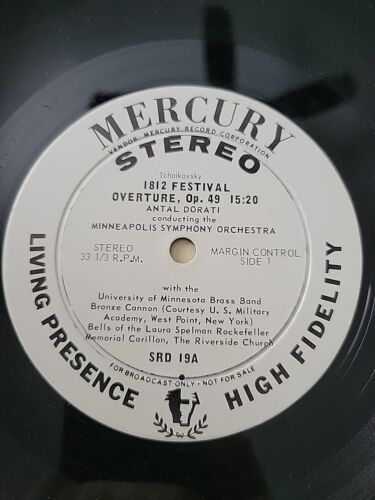 MERCURY
VENDOR: MERCURY RECORD CORPORATION
STEREO
Tchaikovsky
1812 FESTIVAL
OVERTURE, Op. 49 15:20
ANTAL DORATI
conducting the
MINNEAPOLIS SYMPHONY ORCHESTRA
STEREO
33 1/3 R.P.M.
MARGIN CONTROL
SIDE 1
with the
University of Minnesota Brass Band
Bronze Cannon (Courtesy U. S. Military
Academy, West Point, New York)
Bells of the Laura Spelman Rockefeller
Memorial Carillon, The Riverside Church
SRD 19A
FOR BROADCAST ONLY • NOT FOR SALE
LIVING PRESENCE
HIGH FIDELITY